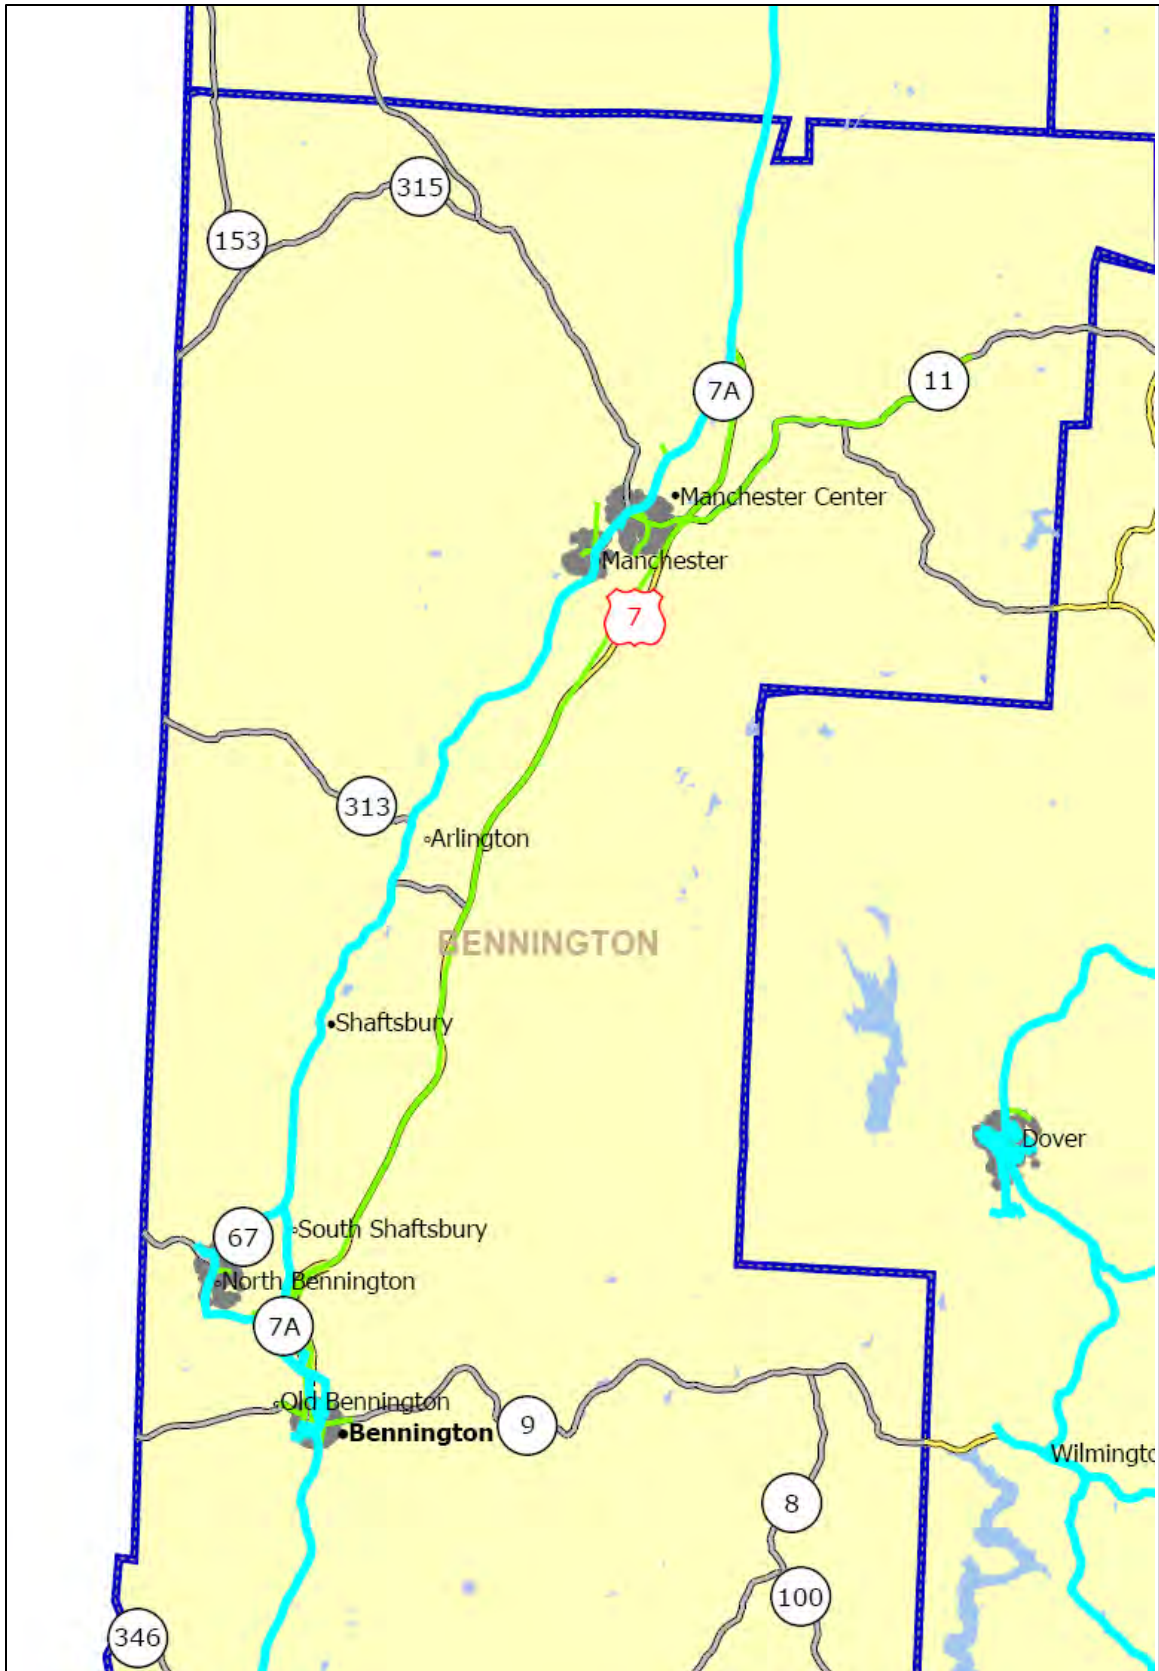 315
153
11
7A
Manchester Center
Manchester
7
313
Arlington
BENNINGTON
Shaftsbury
Dover
South Shaftsbury
67
North Bennington
7A
Old Bennington
9
Bennington
Wilmingto
8
100
346